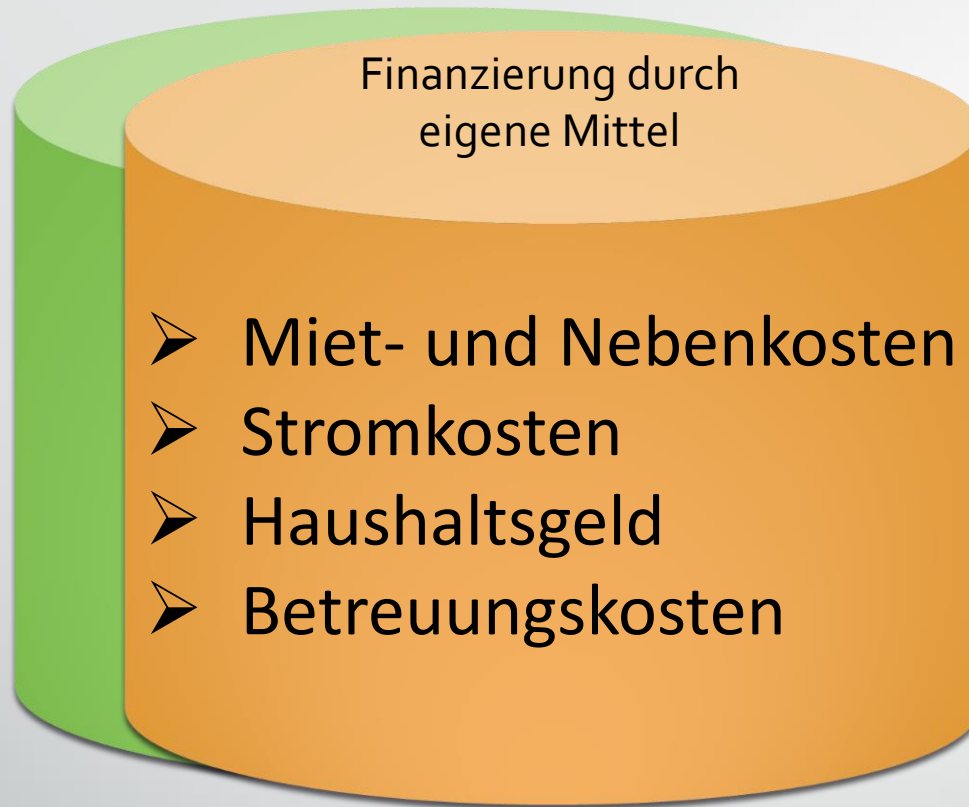 Finanzierung durch
eigene Mittel
➢ Miet- und Nebenkosten
➢ Stromkosten
➢ Haushaltsgeld
➢ Betreuungskosten